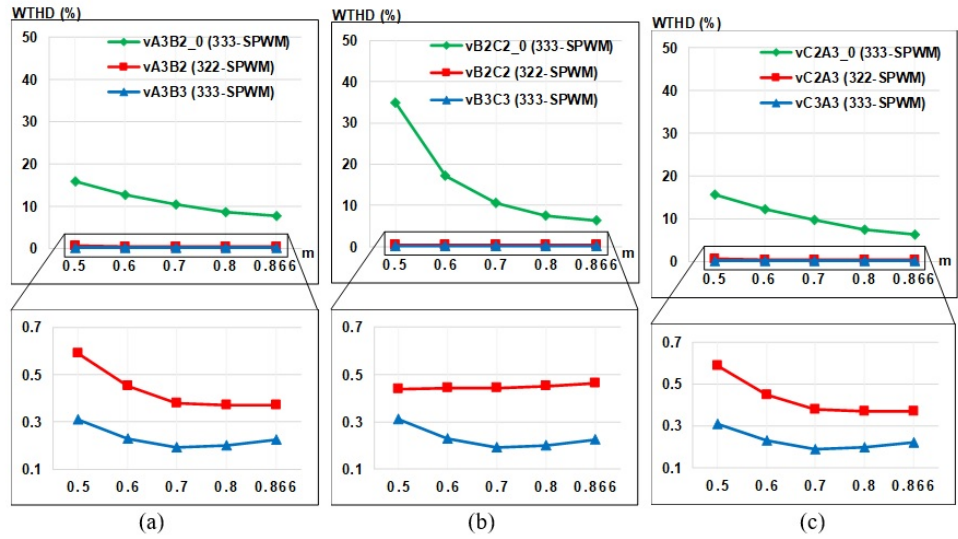 WTHD (%)
50
40
30
20
10
0
vA3B2_0 (333-SPWM)
vA3B2 (322-SPWM)
vA3B3 (333-SPWM)
m
0.5 0.6 0.7 0.8 0.866
0.7
0.5
0.3
0.1
0.5 0.6 0.7 0.8 0.866
(a)
WTHD (%)
50
40
30
20
10
0
vB2C2_0 (333-SPWM)
vB2C2 (322-SPWM)
vB3C3 (333-SPWM)
m
0.5 0.6 0.7 0.8 0.866
0.7
0.5
0.3
0.1
0.5 0.6 0.7 0.8 0.866
(b)
WTHD (%)
50
40
30
20
10
0
vC2A3_0 (333-SPWM)
vC2A3 (322-SPWM)
vC3A3 (333-SPWM)
m
0.5 0.6 0.7 0.8 0.866
0.7
0.5
0.3
0.1
0.5 0.6 0.7 0.8 0.866
(c)